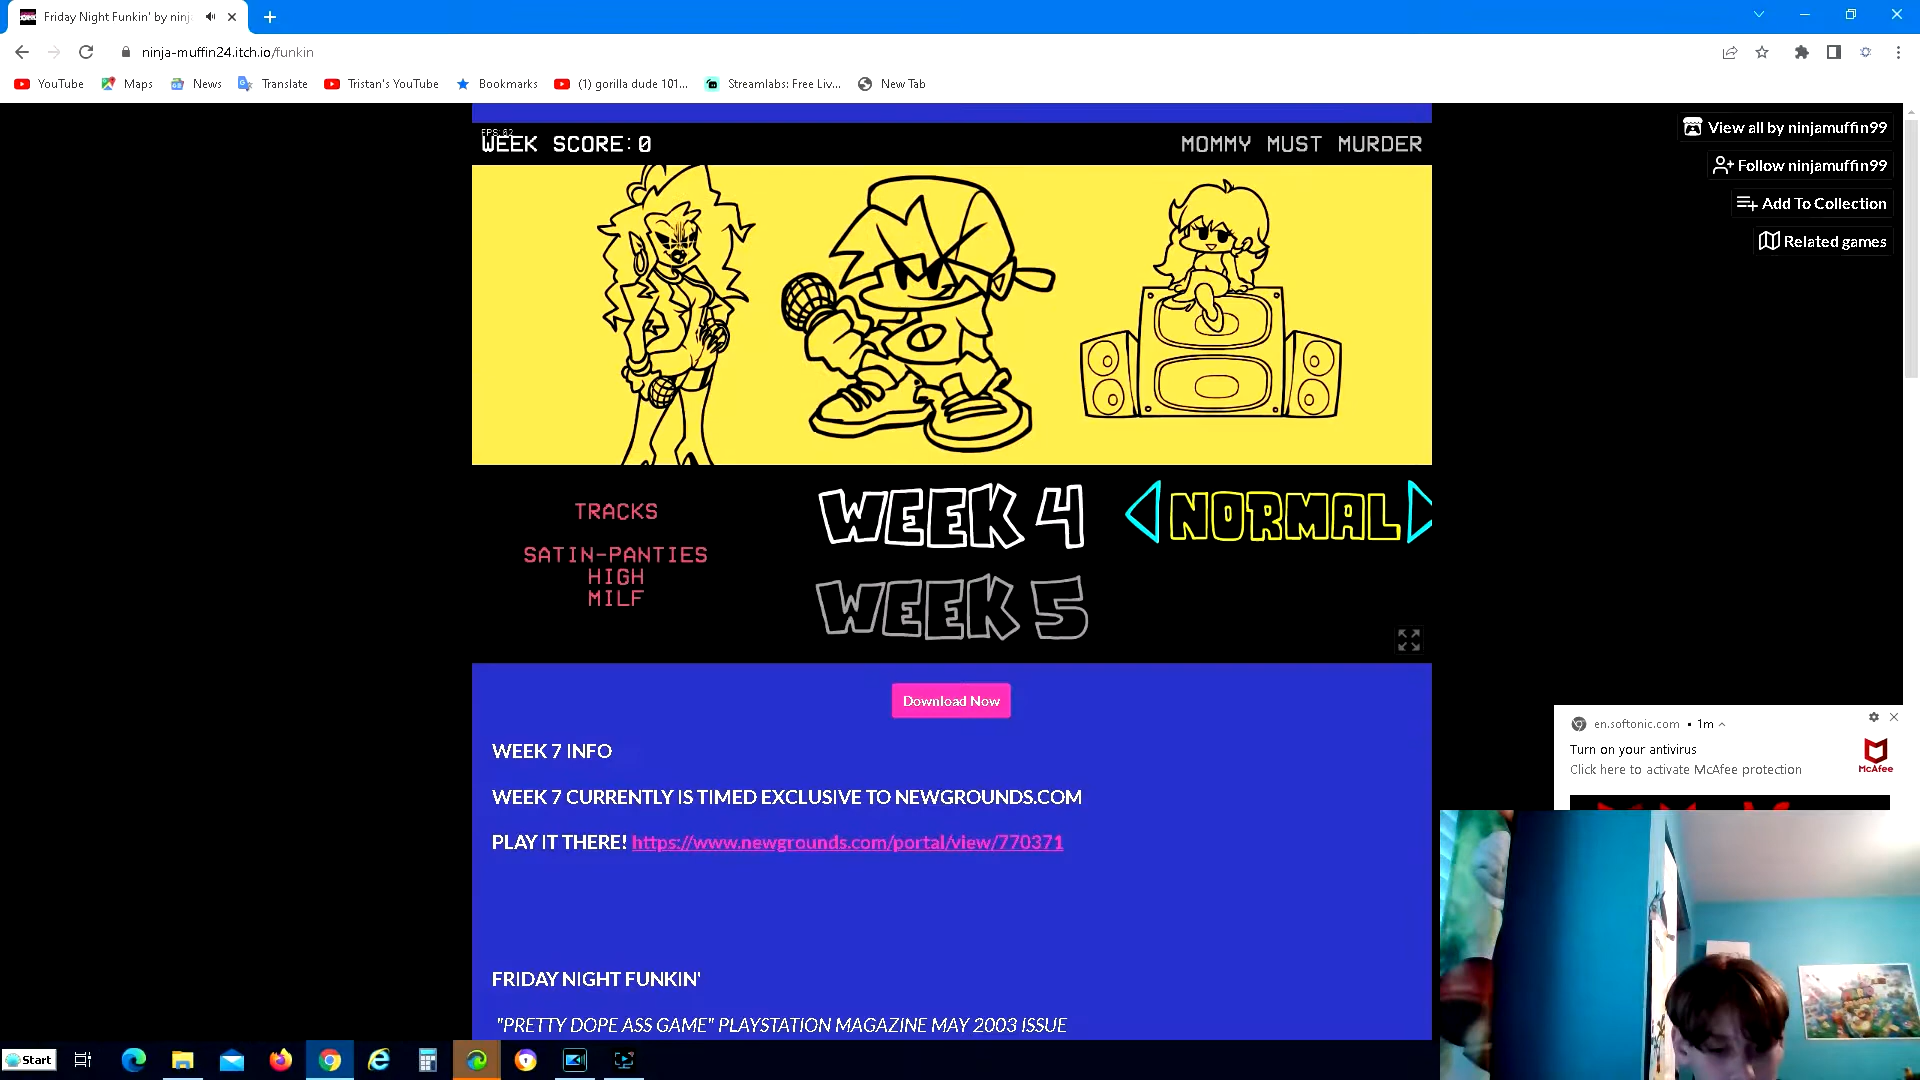 Friday Night Funkin' by ninj
ninja-muffin24.itch.io/funkin
YouTube
Maps
News
Translate
Tristan's YouTube
Bookmarks
(1) gorilla dude 101...
Streamlabs: Free Liv...
New Tab
FPS: 62
WEEK SCORE:0
MOMMY MUST MURDER
View all by ninjamuffin99
Follow ninjamuffin99
Add To Collection
Related games
TRACKS
SATIN-PANTIES
HIGH
MILF
WEEK 4
NORMAL
WEEK 5
Download Now
WEEK 7 INFO
WEEK 7 CURRENTLY IS TIMED EXCLUSIVE TO NEWGROUNDS.COM
PLAY IT THERE! https://www.newgrounds.com/portal/view/770371
FRIDAY NIGHT FUNKIN'
"PRETTY DOPE ASS GAME" PLAYSTATION MAGAZINE MAY 2003 ISSUE
en.softonic.com • 1m
Turn on your antivirus
Click here to activate McAfee protection
McAfee
Start